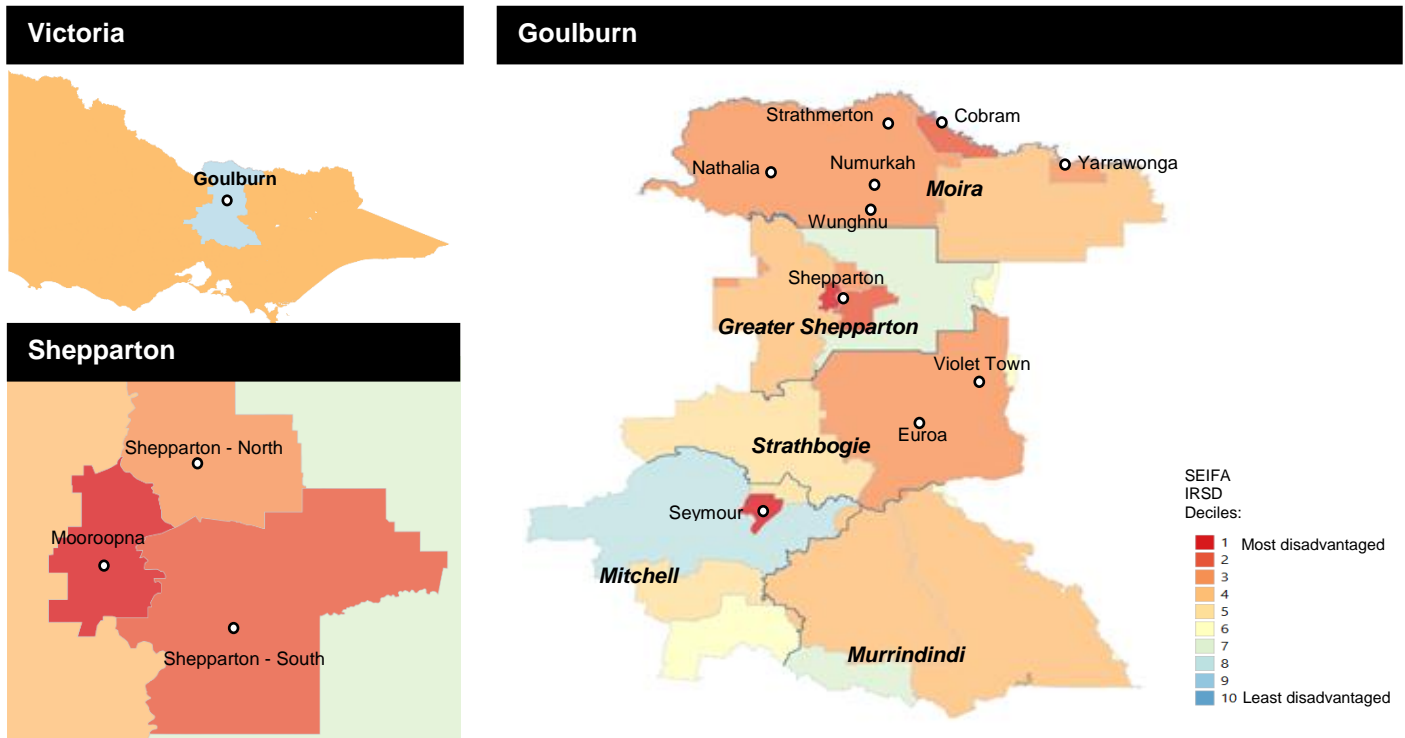 Victoria
Goulburn
Shepparton
Shepparton - North
Mooroopna
Shepparton - South
Goulburn
Strathmerton
Cobram
Nathalia
Numurkah
Yarrawonga
Moira
Wunghnu
Shepparton
Greater Shepparton
Violet Town
Euroa
Strathbogie
Seymour
Mitchell
Murrindindi
SEIFA
IRSD
Deciles:
1 Most disadvantaged
2
3
4
5
6
7
8
9
10 Least disadvantaged